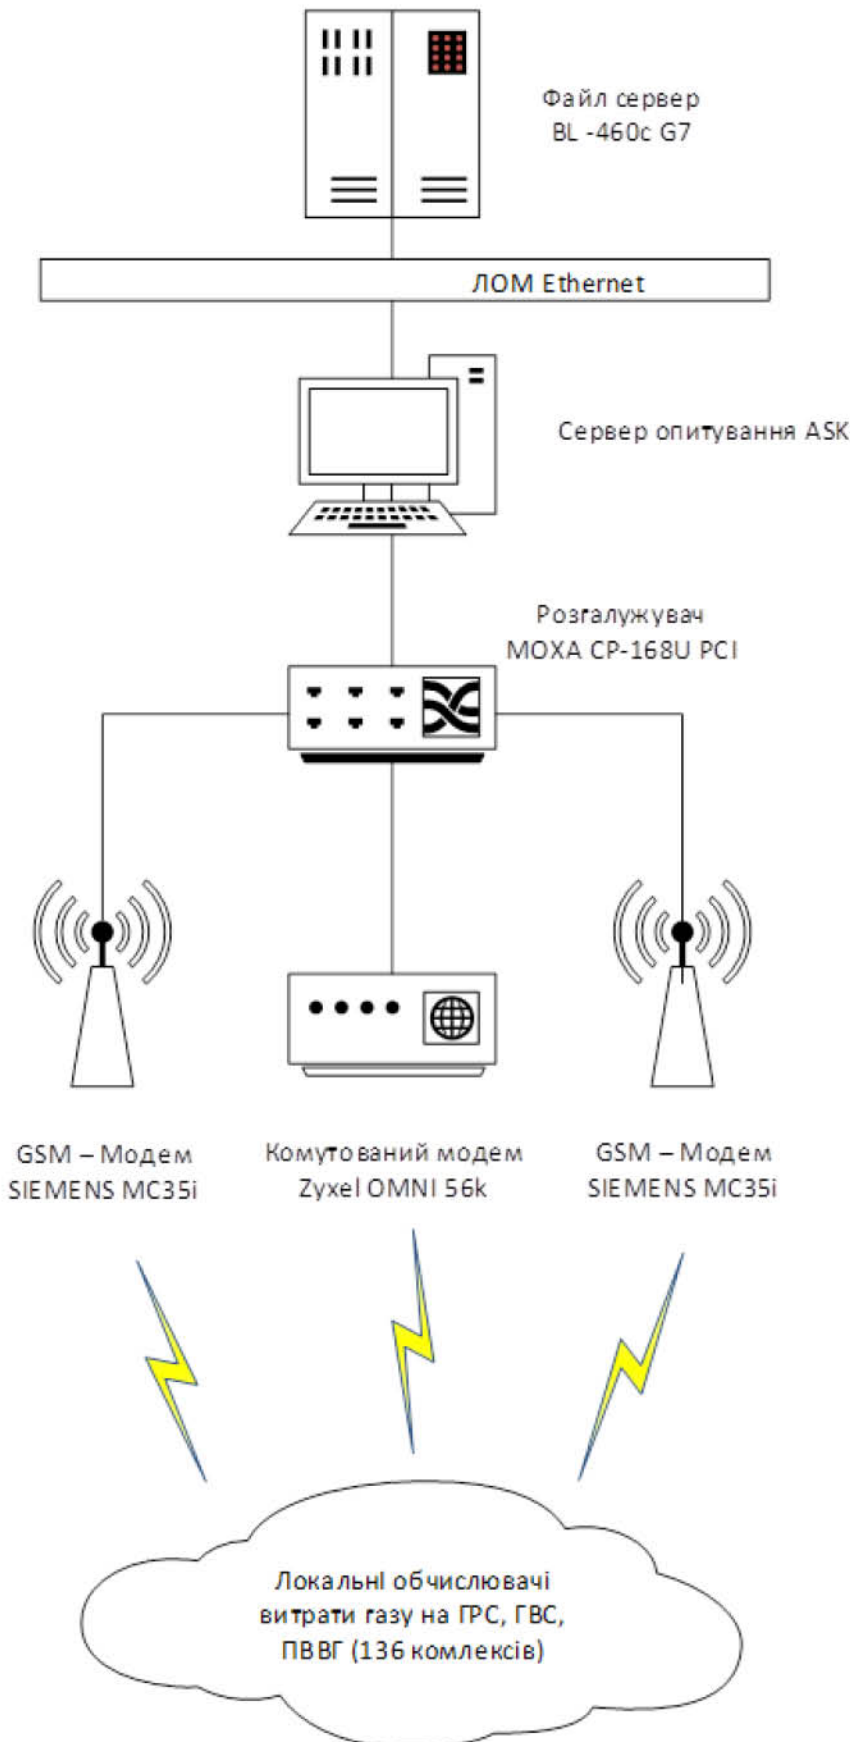 Файл сервер
BL -460c G7
ЛОМ Ethernet
Сервер опитування ASK
Розгалужувач
MOXA CP-168U PCI
GSM – Модем
SIEMENS MC35i
Комутований модем
Zyxel OMNI 56k
GSM – Модем
SIEMENS MC35i
Локальні обчислювачі
витрати газу на ГРС, ГВС,
ПВВГ (136 комлексів)